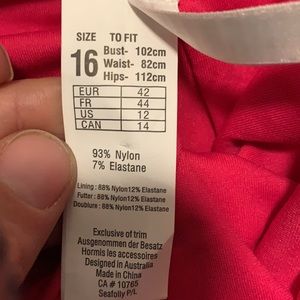 SIZE TO FIT
16 Bust- 102cm
Waist- 82cm
Hips- 112cm
EUR 42
FR 44
US 12
CAN 14
93% Nylon
7% Elastane
Lining : 88% Nylon12% Elastane
Futter : 88% Nylon12% Elastane
Doublure : 88% Nylon12% Elastane
Exclusive of trim
Ausgenommen der Besatz
Hormis les accessoires
Designed in Australia
Made in China
CA # 10765
Seafolly P/L